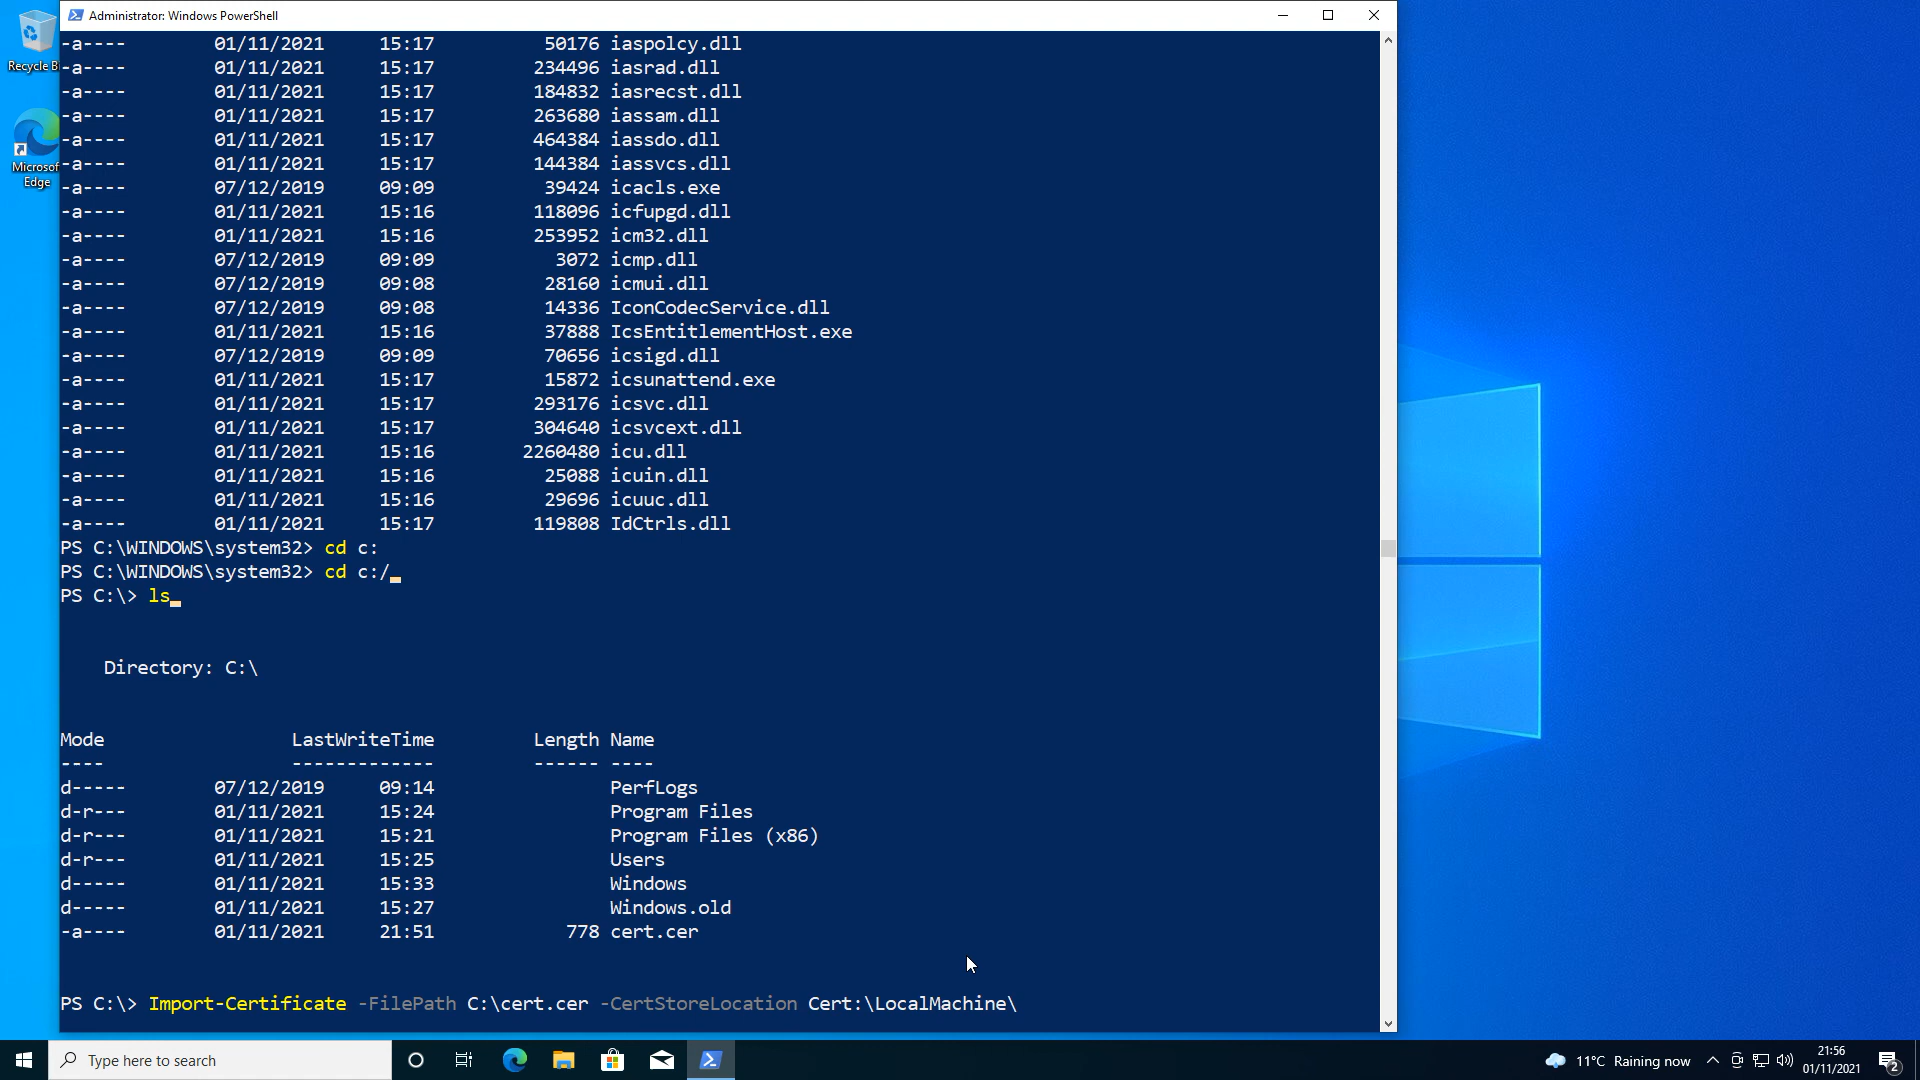 Administrator: Windows PowerShell
Recycle B
Microsof
Edge
-a---- 01/11/2021 15:17 50176 iaspolcy.dll
-a---- 01/11/2021 15:17 234496 iasrad.dll
-a---- 01/11/2021 15:17 184832 iasrecst.dll
-a---- 01/11/2021 15:17 263680 iassam.dll
-a---- 01/11/2021 15:17 464384 iassdo.dll
-a---- 01/11/2021 15:17 144384 iassvcs.dll
-a---- 07/12/2019 09:09 39424 icacls.exe
-a---- 01/11/2021 15:16 118096 icfupgd.dll
-a---- 01/11/2021 15:16 253952 icm32.dll
-a---- 07/12/2019 09:09 3072 icmp.dll
-a---- 07/12/2019 09:08 28160 icmui.dll
-a---- 07/12/2019 09:08 14336 IconCodecService.dll
-a---- 01/11/2021 15:16 37888 IcsEntitlementHost.exe
-a---- 07/12/2019 09:09 70656 icsigd.dll
-a---- 01/11/2021 15:17 15872 icsunattend.exe
-a---- 01/11/2021 15:17 293176 icsvc.dll
-a---- 01/11/2021 15:17 304640 icsvcext.dll
-a---- 01/11/2021 15:16 2260480 icu.dll
-a---- 01/11/2021 15:16 25088 icuin.dll
-a---- 01/11/2021 15:16 29696 icuuc.dll
-a---- 01/11/2021 15:17 119808 IdCtrls.dll
PS C:\WINDOWS\system32> cd c:
PS C:\WINDOWS\system32> cd c:/
PS C:\> ls
Directory: C:\
Mode LastWriteTime Length Name
---- ------------- ------ ----
d----- 07/12/2019 09:14 PerfLogs
d-r--- 01/11/2021 15:24 Program Files
d-r--- 01/11/2021 15:21 Program Files (x86)
d-r--- 01/11/2021 15:25 Users
d----- 01/11/2021 15:33 Windows
d----- 01/11/2021 15:27 Windows.old
-a---- 01/11/2021 21:51 778 cert.cer
PS C:\> Import-Certificate -FilePath C:\cert.cer -CertStoreLocation Cert:\LocalMachine\
Type here to search
11°C Raining now
21:56
01/11/2021
2